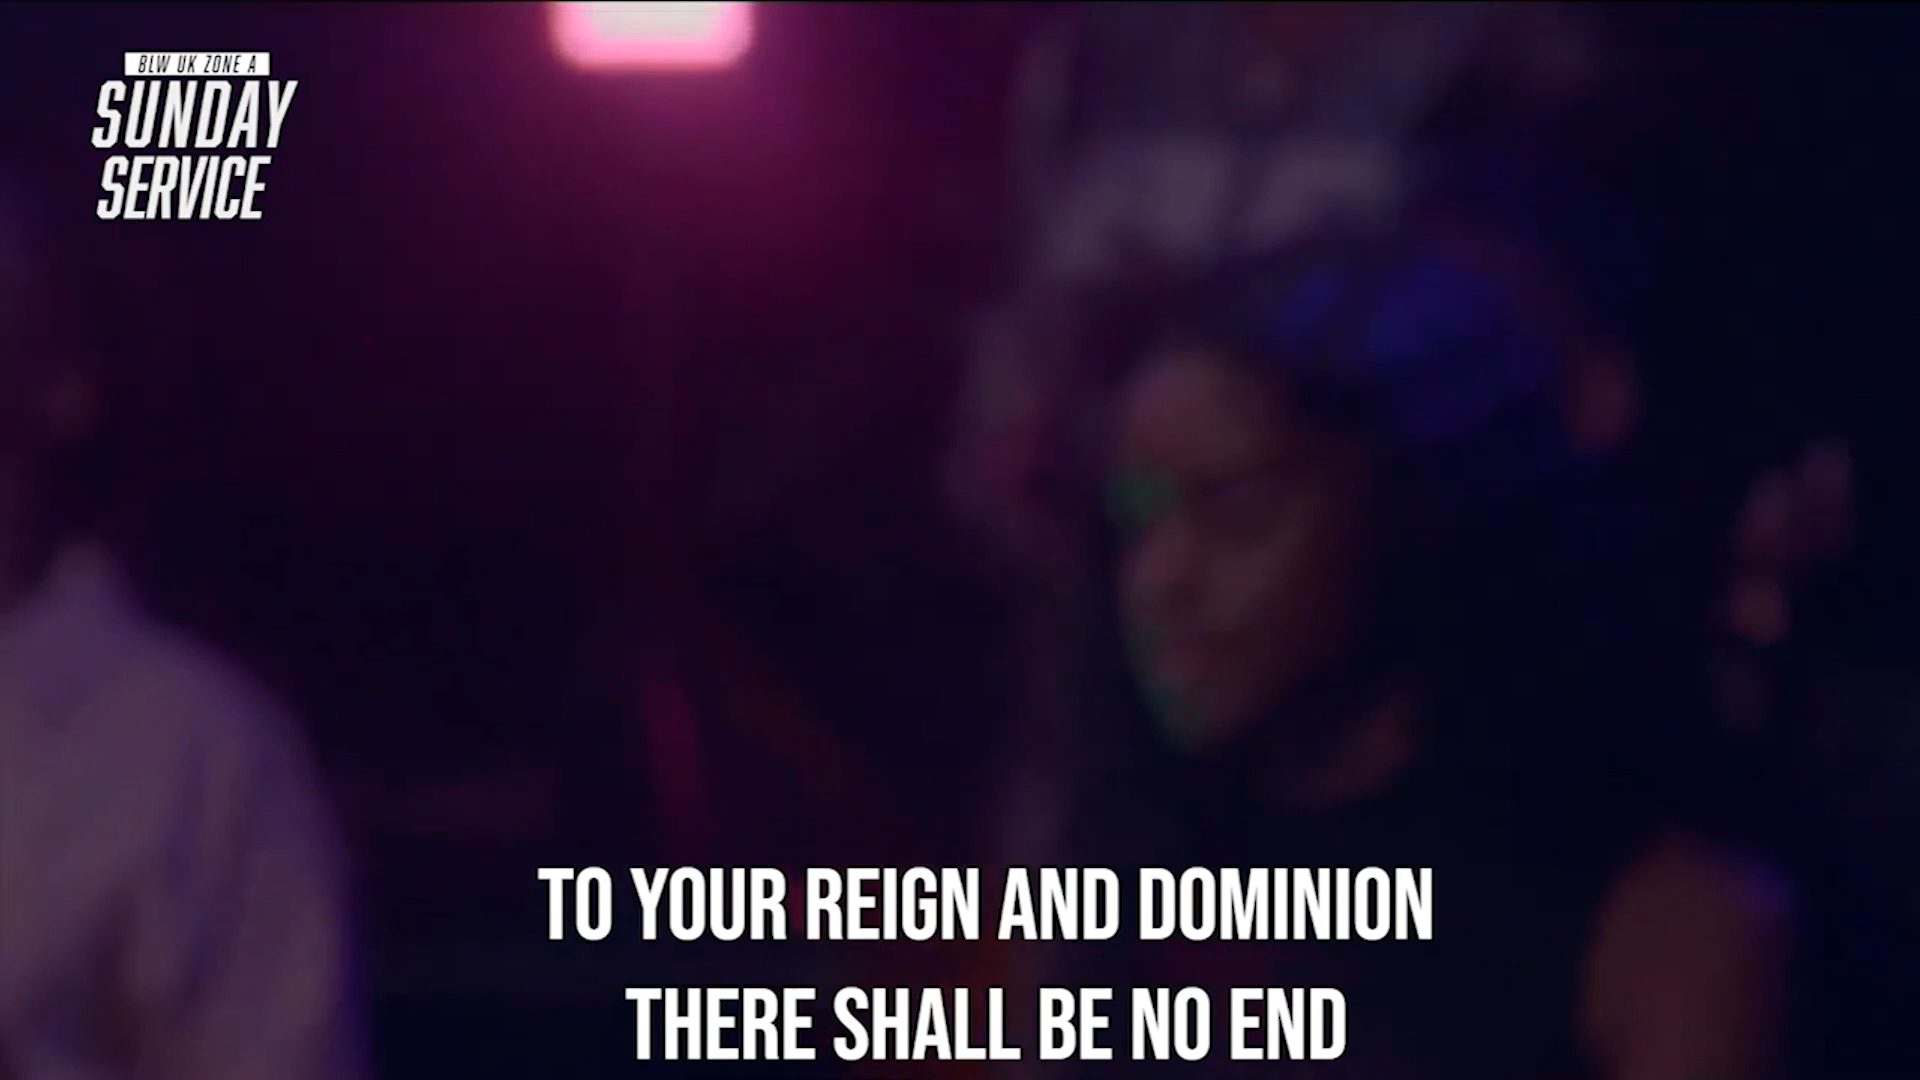 BLW UK ZONE A
SUNDAY
SERVICE
TO YOUR REIGN AND DOMINION
THERE SHALL BE NO END